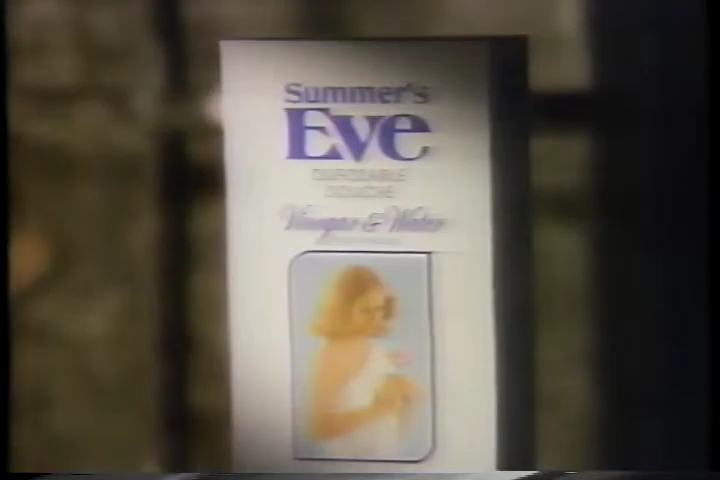 Summer's
Eve
DISPOSABLE
DOUCHE
Vinegar & Water